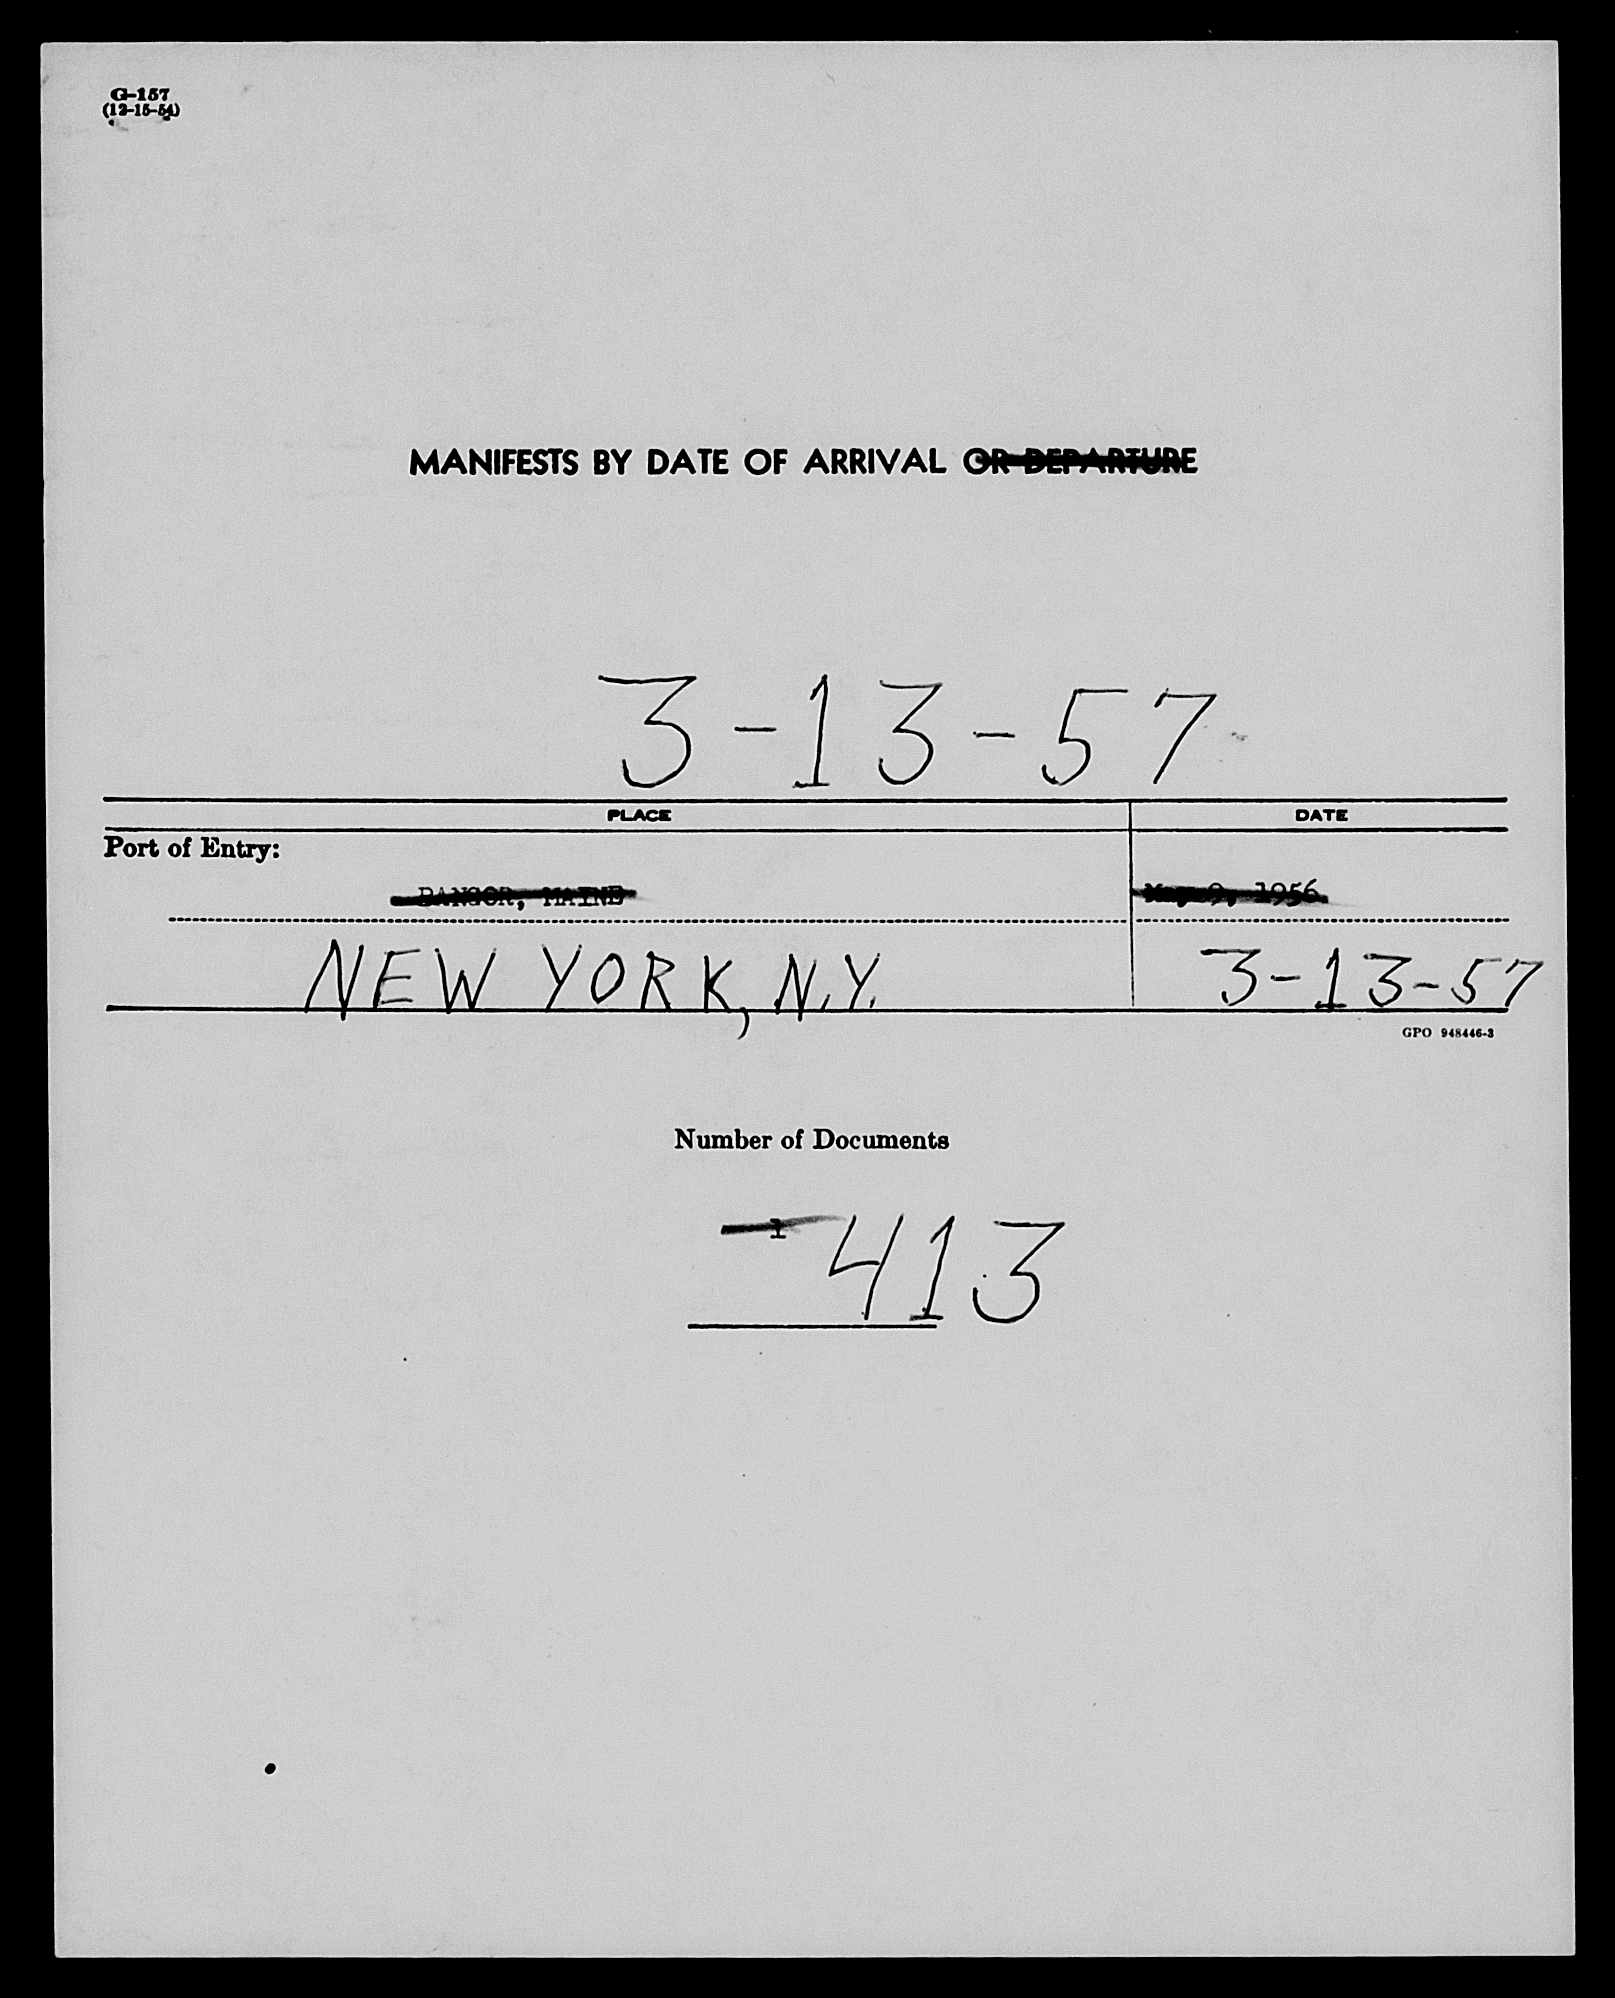 G-157
(12-15-54)
MANIFESTS BY DATE OF ARRIVAL OR DEPARTURE
3-13-57
PLACE DATE
Port of Entry:
BANGOR, MAINE 1956
NEW YORK, N.Y. 3-13-57
GPO 948446-3
Number of Documents
1 413